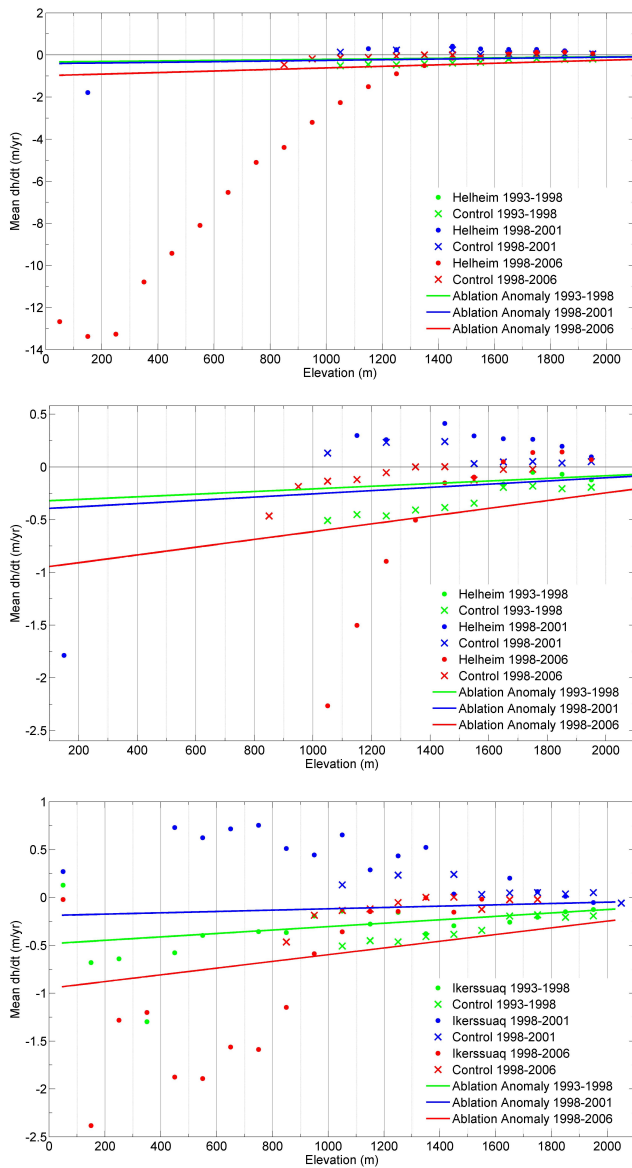 2
0
-2
-4
-6
-8
-10
-12
-14
Mean dh/dt (m/yr)
Helheim 1993-1998
Control 1993-1998
Helheim 1998-2001
Control 1998-2001
Helheim 1998-2006
Control 1998-2006
Ablation Anomaly 1993-1998
Ablation Anomaly 1998-2001
Ablation Anomaly 1998-2006
0 200 400 600 800 1000 1200 1400 1600 1800 2000
Elevation (m)
0.5
0
-0.5
-1
-1.5
-2
-2.5
Mean dh/dt (m/yr)
Helheim 1993-1998
Control 1993-1998
Helheim 1998-2001
Control 1998-2001
Helheim 1998-2006
Control 1998-2006
Ablation Anomaly 1993-1998
Ablation Anomaly 1998-2001
Ablation Anomaly 1998-2006
200 400 600 800 1000 1200 1400 1600 1800 2000
Elevation (m)
1
0.5
0
-0.5
-1
-1.5
-2
-2.5
Mean dh/dt (m/yr)
Ikerssuaq 1993-1998
Control 1993-1998
Ikerssuaq 1998-2001
Control 1998-2001
Ikerssuaq 1998-2006
Control 1998-2006
Ablation Anomaly 1993-1998
Ablation Anomaly 1998-2001
Ablation Anomaly 1998-2006
0 200 400 600 800 1000 1200 1400 1600 1800 2000
Elevation (m)